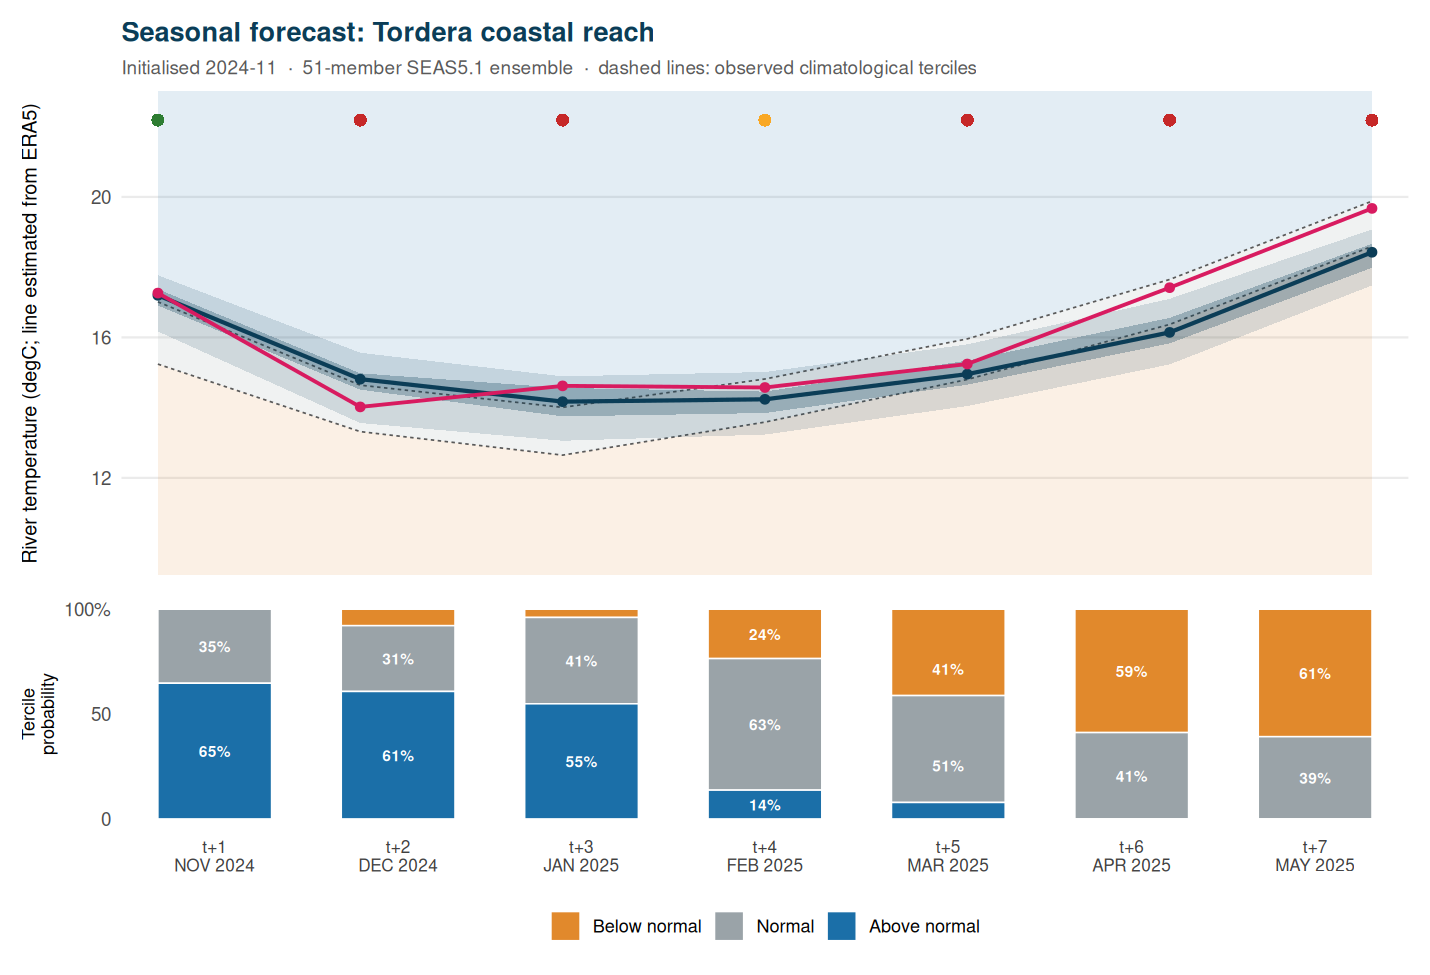 Seasonal forecast: Tordera coastal reach
Initialised 2024-11 · 51-member SEAS5.1 ensemble · dashed lines: observed climatological terciles
River temperature (degC; line estimated from ERA5)
20
16
12
Tercile
probability
100%
50
0
35%
65%
31%
61%
41%
55%
24%
63%
14%
41%
51%
59%
41%
61%
39%
t+1
NOV 2024
t+2
DEC 2024
t+3
JAN 2025
t+4
FEB 2025
t+5
MAR 2025
t+6
APR 2025
t+7
MAY 2025
Below normal
Normal
Above normal